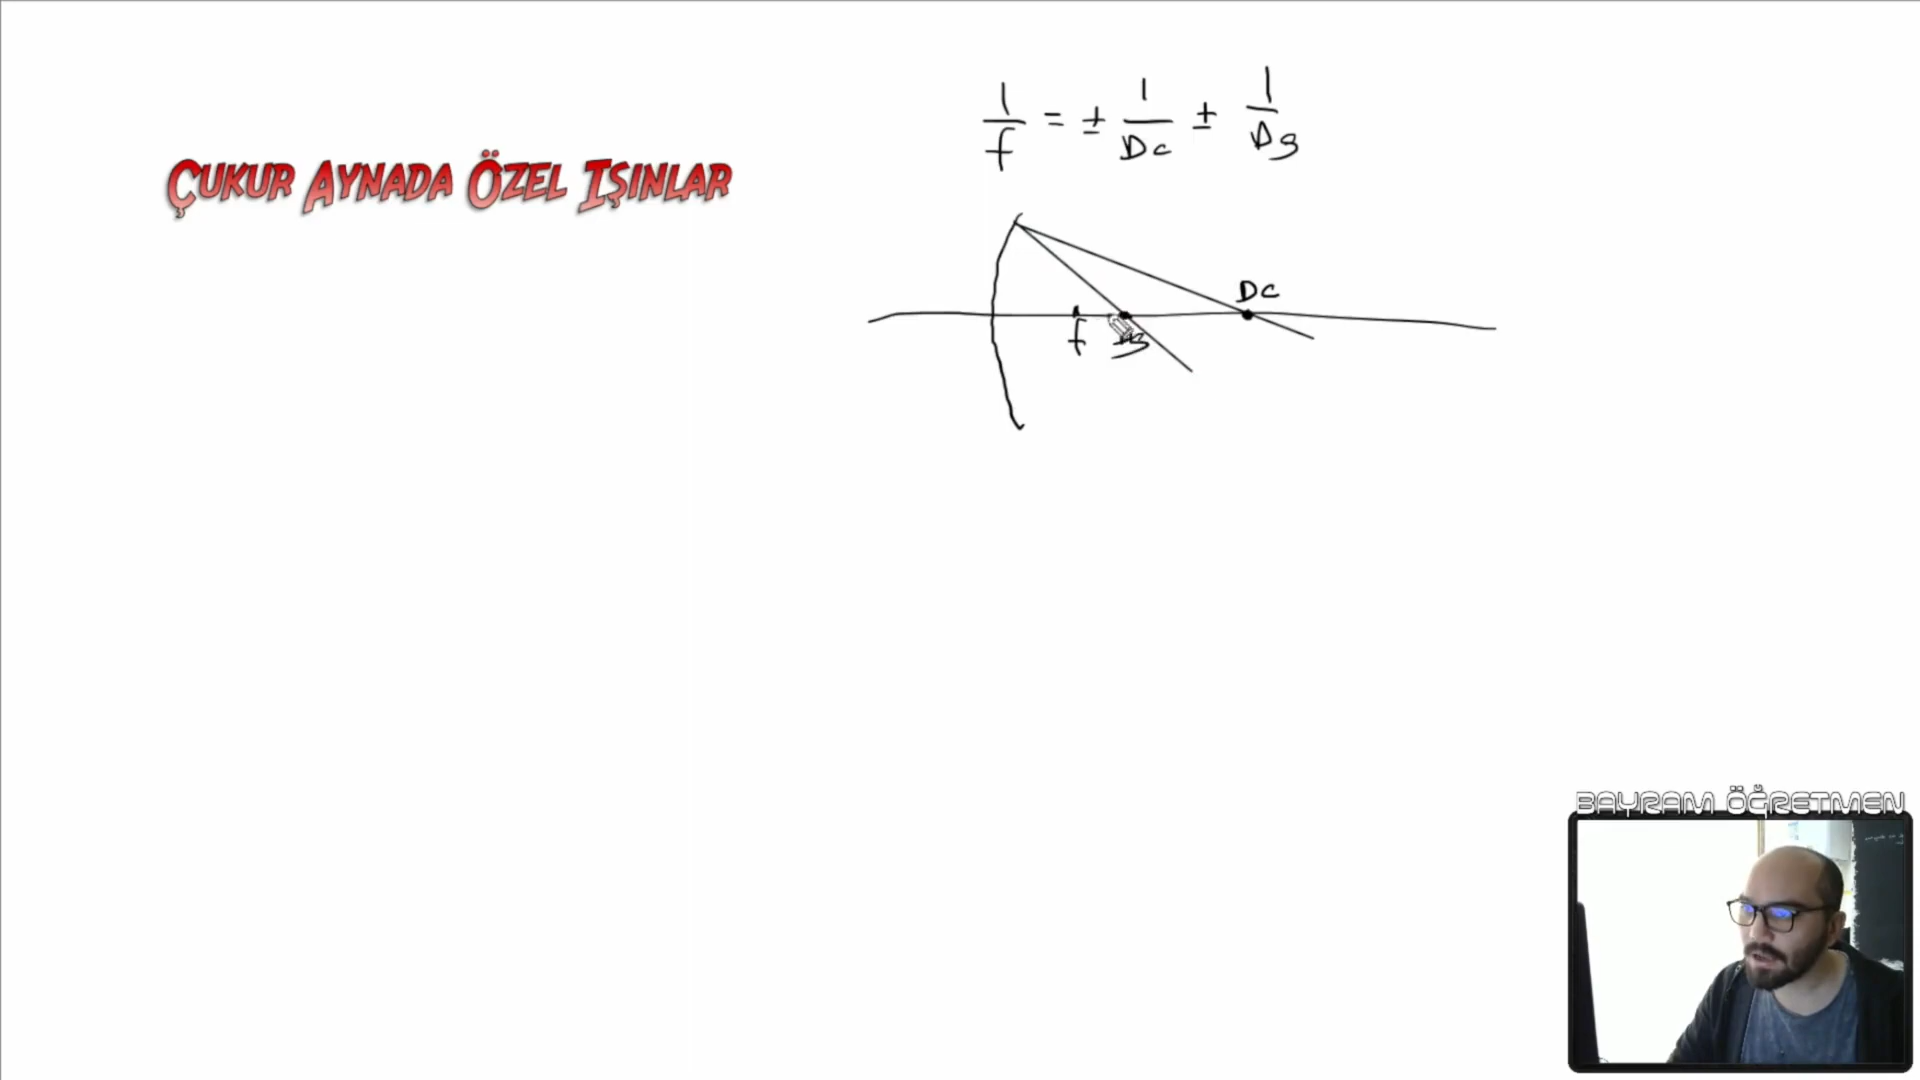 1/f = ± 1/Dc ± 1/Dg
Çukur Aynada Özel Işınlar
Dc
f Dg
BAYRAM ÖĞRETMEN